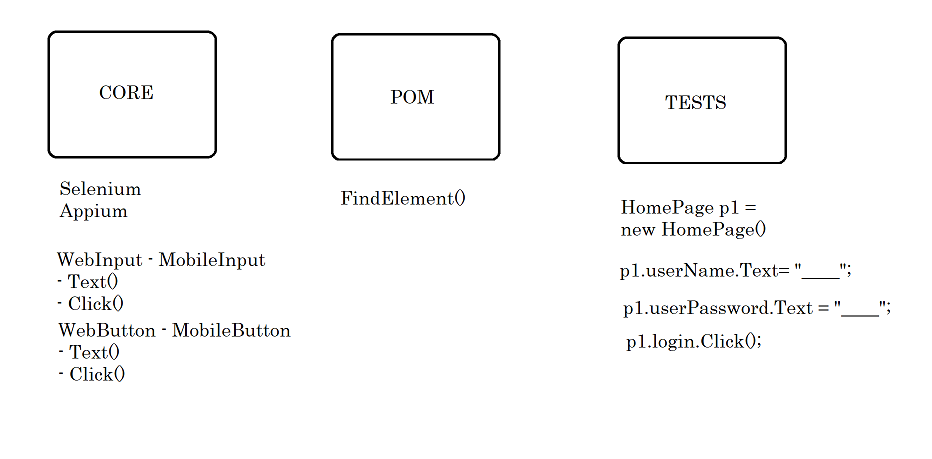 CORE
Selenium
Appium
WebInput - MobileInput
- Text()
- Click()
WebButton - MobileButton
- Text()
- Click()
POM
FindElement()
TESTS
HomePage p1 =
new HomePage()
p1.userName.Text= "____";
p1.userPassword.Text = "____";
p1.login.Click();